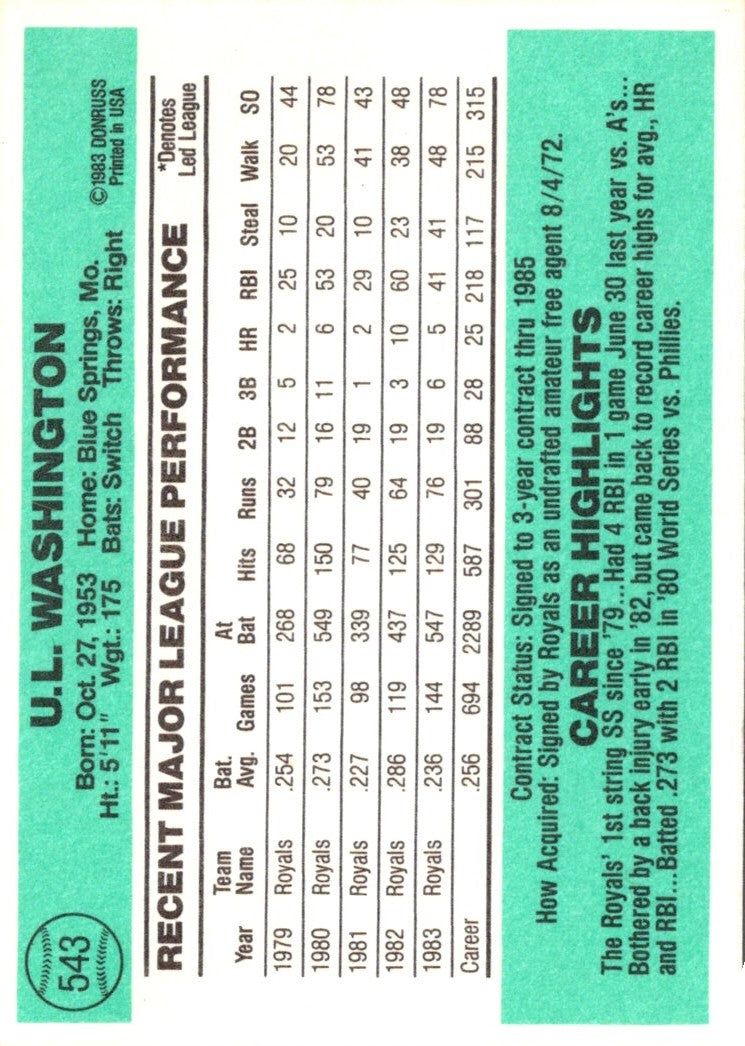 543
U.L. WASHINGTON
Born: Oct. 27, 1953 Home: Blue Springs, Mo.
Ht.: 5'11" Wgt.: 175 Bats: Switch Throws: Right
©1983 DONRUSS
Printed in USA
RECENT MAJOR LEAGUE PERFORMANCE
*Denotes
Led League
Year Team Name Bat. Avg. Games At Bat Hits Runs 2B 3B HR RBI Steal Walk SO
1979 Royals .254 101 268 68 32 12 5 2 25 10 20 44
1980 Royals .273 153 549 150 79 16 11 6 53 20 53 78
1981 Royals .227 98 339 77 40 19 1 2 29 10 41 43
1982 Royals .286 119 437 125 64 19 3 10 60 23 38 48
1983 Royals .236 144 547 129 76 19 6 5 41 41 48 78
Career .256 694 2289 587 301 88 28 25 218 117 215 315
Contract Status: Signed to 3-year contract thru 1985
How Acquired: Signed by Royals as an undrafted amateur free agent 8/4/72.
CAREER HIGHLIGHTS
The Royals' 1st string SS since '79...Had 4 RBI in 1 game June 30 last year vs. A's...
Bothered by a back injury early in '82, but came back to record career highs for avg., HR
and RBI...Batted .273 with 2 RBI in '80 World Series vs. Phillies.